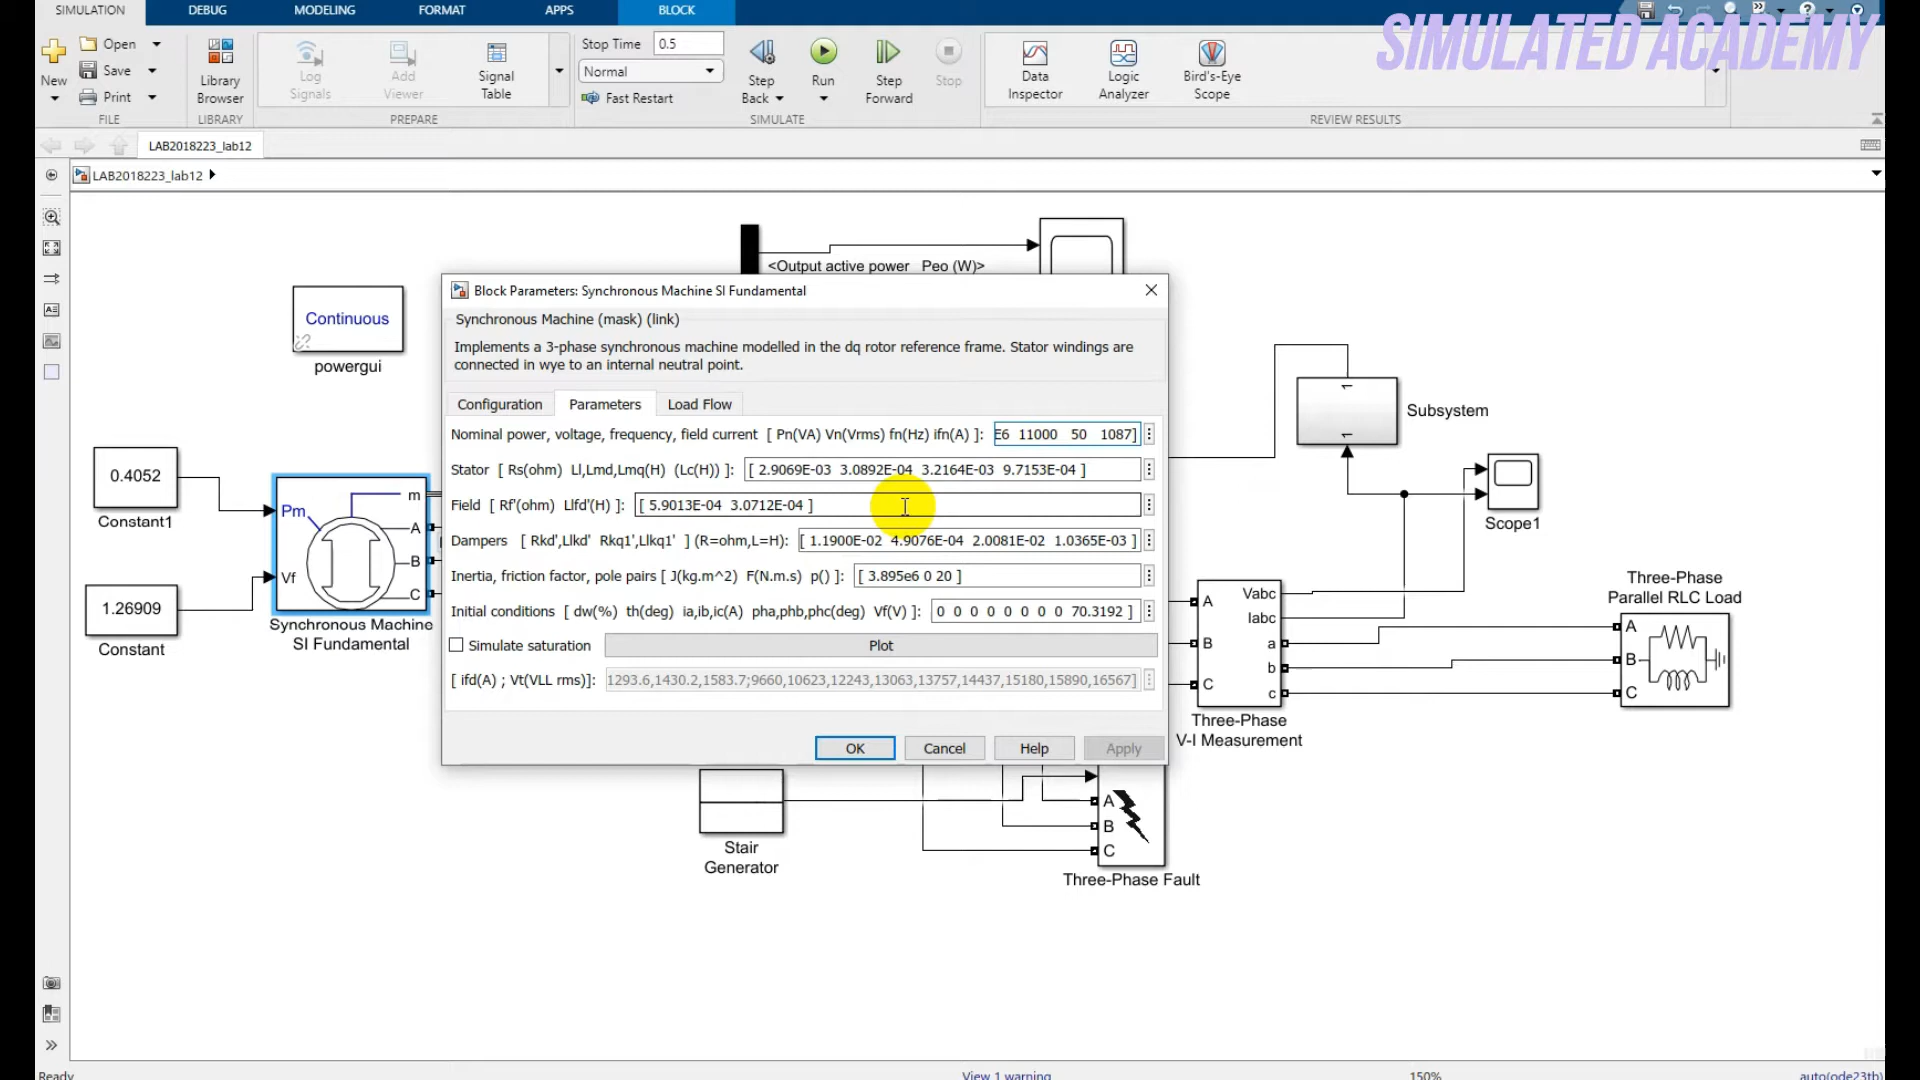 SIMULATION DEBUG MODELING FORMAT APPS BLOCK
SIMULATED ACADEMY
New
Open
Save
Print
FILE
Library Browser
LIBRARY
Log Signals
Add Viewer
Signal Table
PREPARE
Stop Time 0.5
Normal
Fast Restart
Step Back
Run
Step Forward
Stop
SIMULATE
Data Inspector
Logic Analyzer
Bird's-Eye Scope
REVIEW RESULTS
LAB2018223_lab12
LAB2018223_lab12
<Output active power Peo (W)>
Continuous
powergui
Block Parameters: Synchronous Machine SI Fundamental
Synchronous Machine (mask) (link)
Implements a 3-phase synchronous machine modelled in the dq rotor reference frame. Stator windings are
connected in wye to an internal neutral point.
Configuration Parameters Load Flow
Nominal power, voltage, frequency, field current [ Pn(VA) Vn(Vrms) fn(Hz) ifn(A) ]: E6 11000 50 1087]
Stator [ Rs(ohm) Ll,Lmd,Lmq(H) (Lc(H)) ]: [ 2.9069E-03 3.0892E-04 3.2164E-03 9.7153E-04 ]
Field [ Rf'(ohm) Llfd'(H) ]: [ 5.9013E-04 3.0712E-04 ]
Dampers [ Rkd',Llkd' Rkq1',Llkq1' ] (R=ohm,L=H): [ 1.1900E-02 4.9076E-04 2.0081E-02 1.0365E-03 ]
Inertia, friction factor, pole pairs [ J(kg.m^2) F(N.m.s) p() ]: [ 3.895e6 0 20 ]
Initial conditions [ dw(%) th(deg) ia,ib,ic(A) pha,phb,phc(deg) Vf(V) ]: 0 0 0 0 0 0 0 0 70.3192 ]
Simulate saturation Plot
[ ifd(A) ; Vt(VLL rms)]: 1293.6,1430.2,1583.7;9660,10623,12243,13063,13757,14437,15180,15890,16567]
OK Cancel Help Apply
0.4052
Constant1
1.26909
Constant
Pm
Vf
m
A
B
C
Synchronous Machine
SI Fundamental
1
1
Subsystem
Scope1
A
B
C
Vabc
Iabc
a
b
c
Three-Phase
V-I Measurement
Three-Phase
Parallel RLC Load
A
B
C
Stair
Generator
A
B
C
Three-Phase Fault
Ready
View 1 warning
150%
auto(ode23tb)